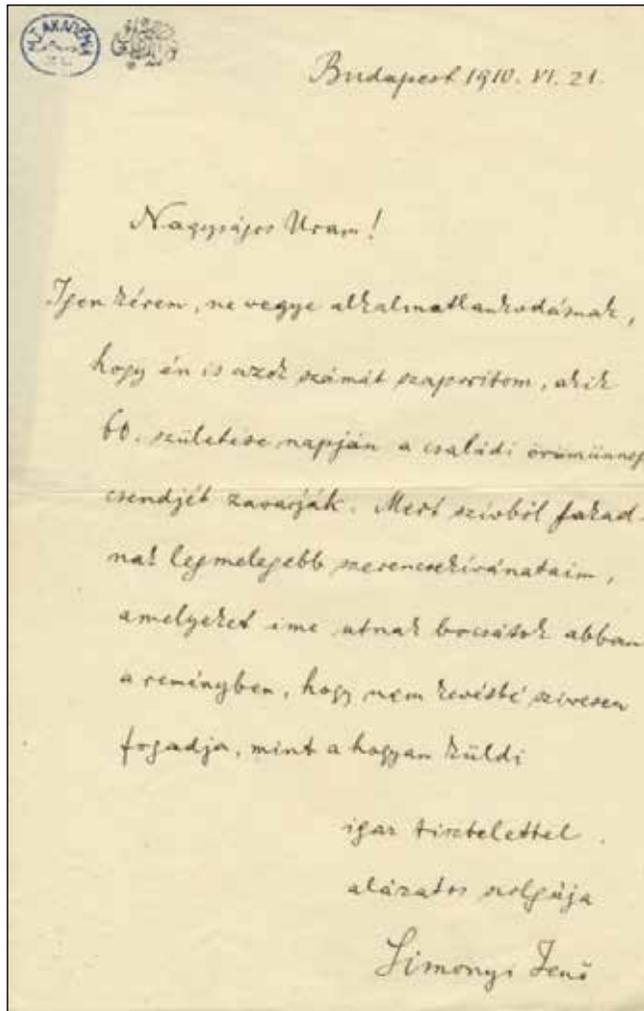 M. T. AKADÉMIA
Budapest 1910. VI. 21.
Nagyságos Uram!
Igen kérem, ne vegye alkalmatlankodásnak,
hogy én is azok számát szaporitom, akik
60. születése napján a családi örömünnep
csendjét zavarják. Mert szivből fakad-
nak legmelegebb szerencsekivánataim,
amelyeket ime utnak bocsátok abban
a reményben, hogy nem kevésbé szivesen
fogadja, mint a hogyan küldi
igaz tisztelettel
alázatos szolgája
Simonyi Jenő